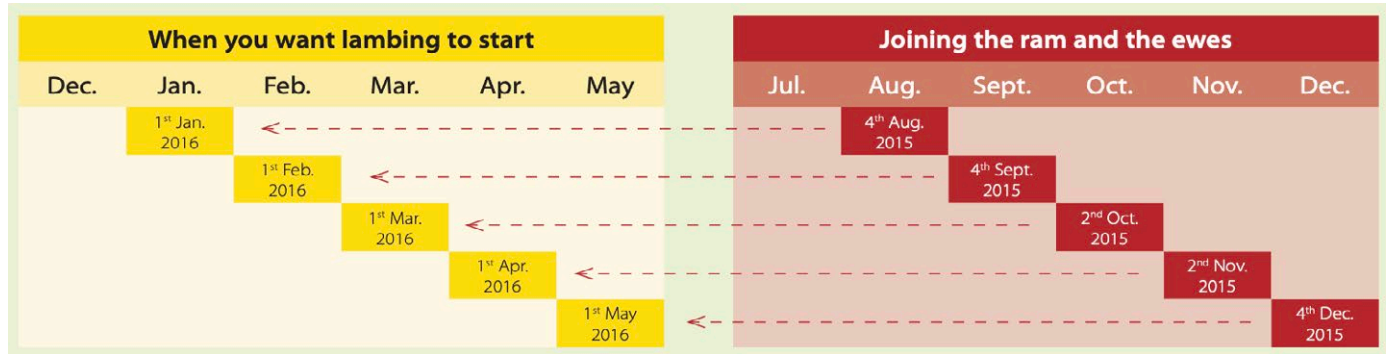 When you want lambing to start
Joining the ram and the ewes
Dec. Jan. Feb. Mar. Apr. May
Jul. Aug. Sept. Oct. Nov. Dec.
1st Jan.
2016
4th Aug.
2015
1st Feb.
2016
4th Sept.
2015
1st Mar.
2016
2nd Oct.
2015
1st Apr.
2016
2nd Nov.
2015
1st May
2016
4th Dec.
2015